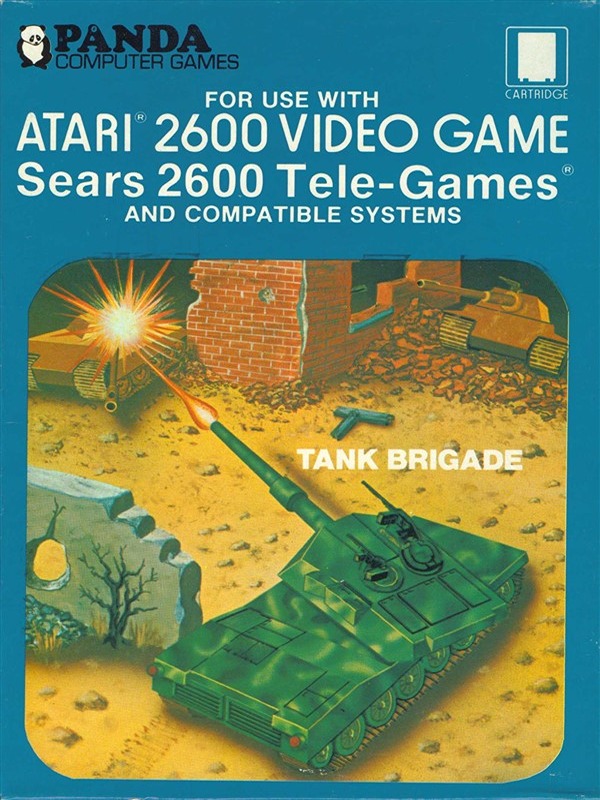 PANDA
COMPUTER GAMES
CARTRIDGE
FOR USE WITH
ATARI® 2600 VIDEO GAME
Sears 2600 Tele-Games®
AND COMPATIBLE SYSTEMS
TANK BRIGADE